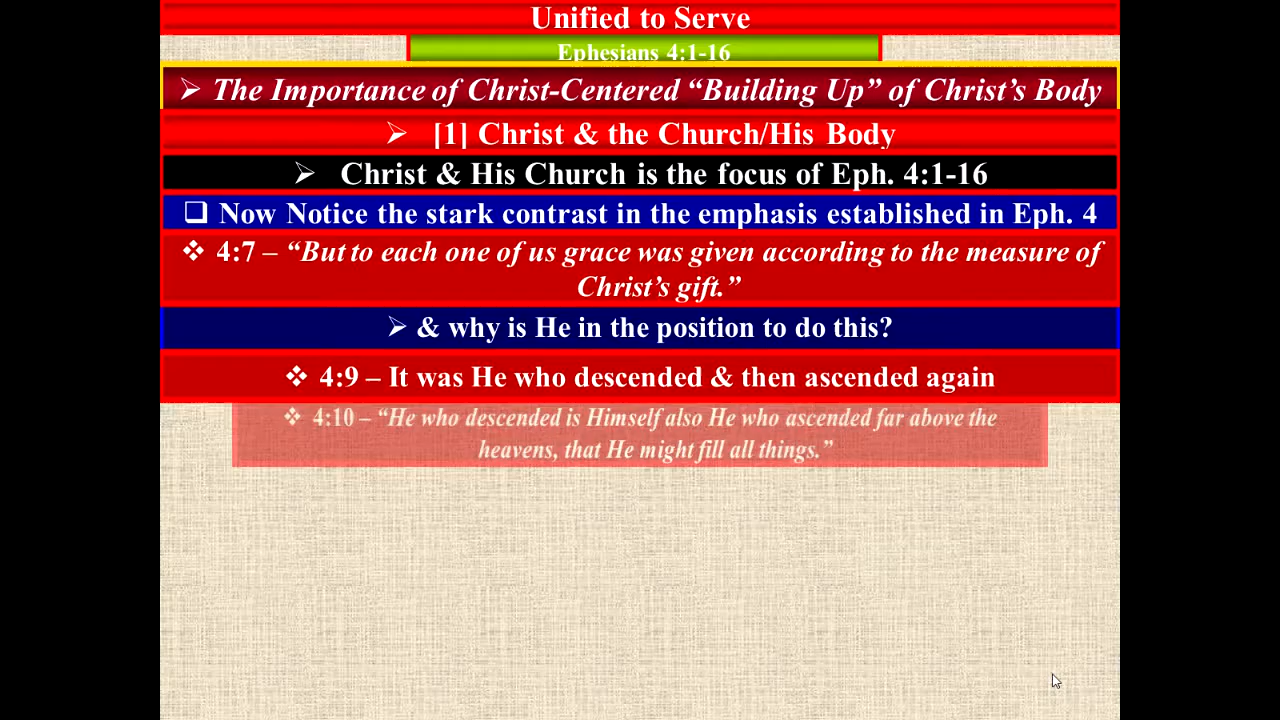 Unified to Serve
Ephesians 4:1-16
➢ The Importance of Christ-Centered “Building Up” of Christ’s Body
➢ [1] Christ & the Church/His Body
➢ Christ & His Church is the focus of Eph. 4:1-16
❑ Now Notice the stark contrast in the emphasis established in Eph. 4
❖ 4:7 – “But to each one of us grace was given according to the measure of
Christ’s gift.”
➢ & why is He in the position to do this?
❖ 4:9 – It was He who descended & then ascended again
❖ 4:10 – “He who descended is Himself also He who ascended far above the
heavens, that He might fill all things.”